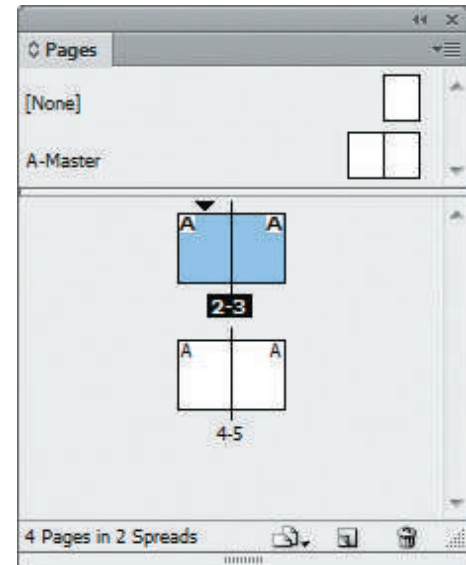 Pages
[None]
A-Master
A A
2-3
A A
4-5
4 Pages in 2 Spreads